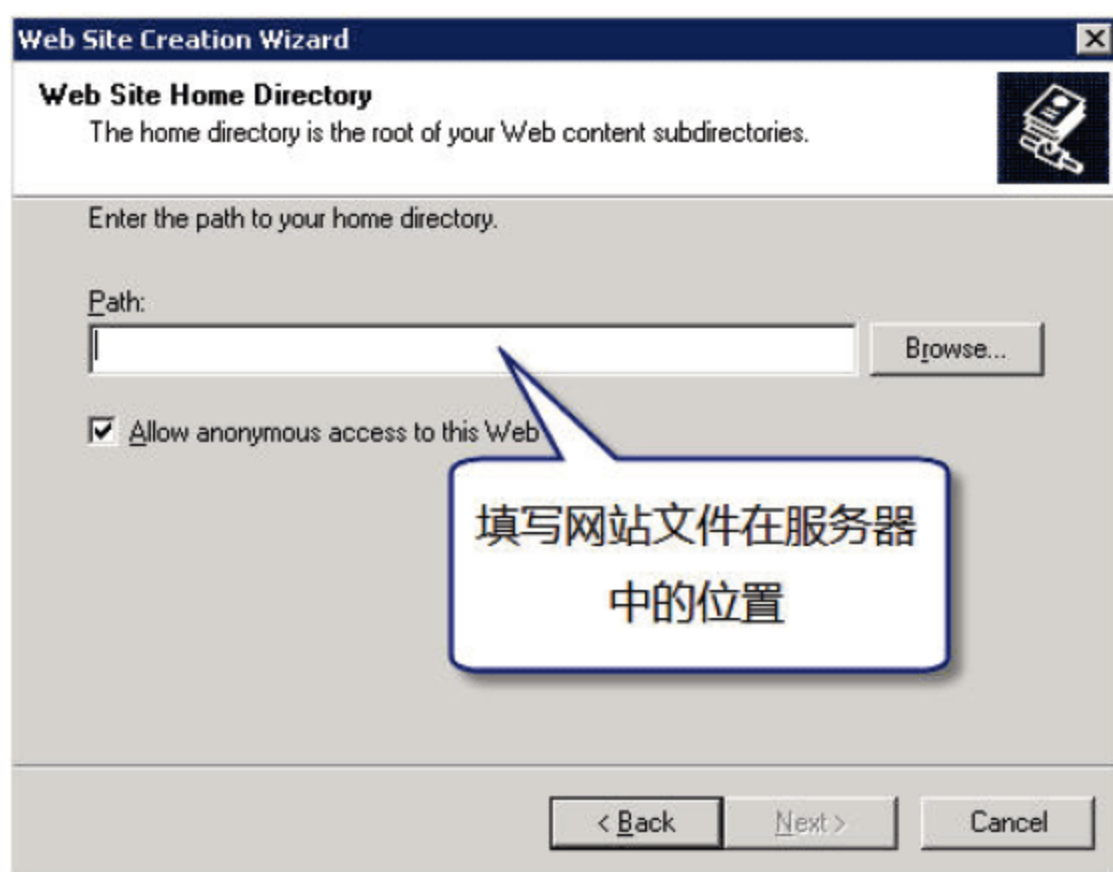 Web Site Creation Wizard
Web Site Home Directory
The home directory is the root of your Web content subdirectories.
Enter the path to your home directory.
Path:
Browse...
Allow anonymous access to this Web
填写网站文件在服务器
中的位置
< Back
Next >
Cancel